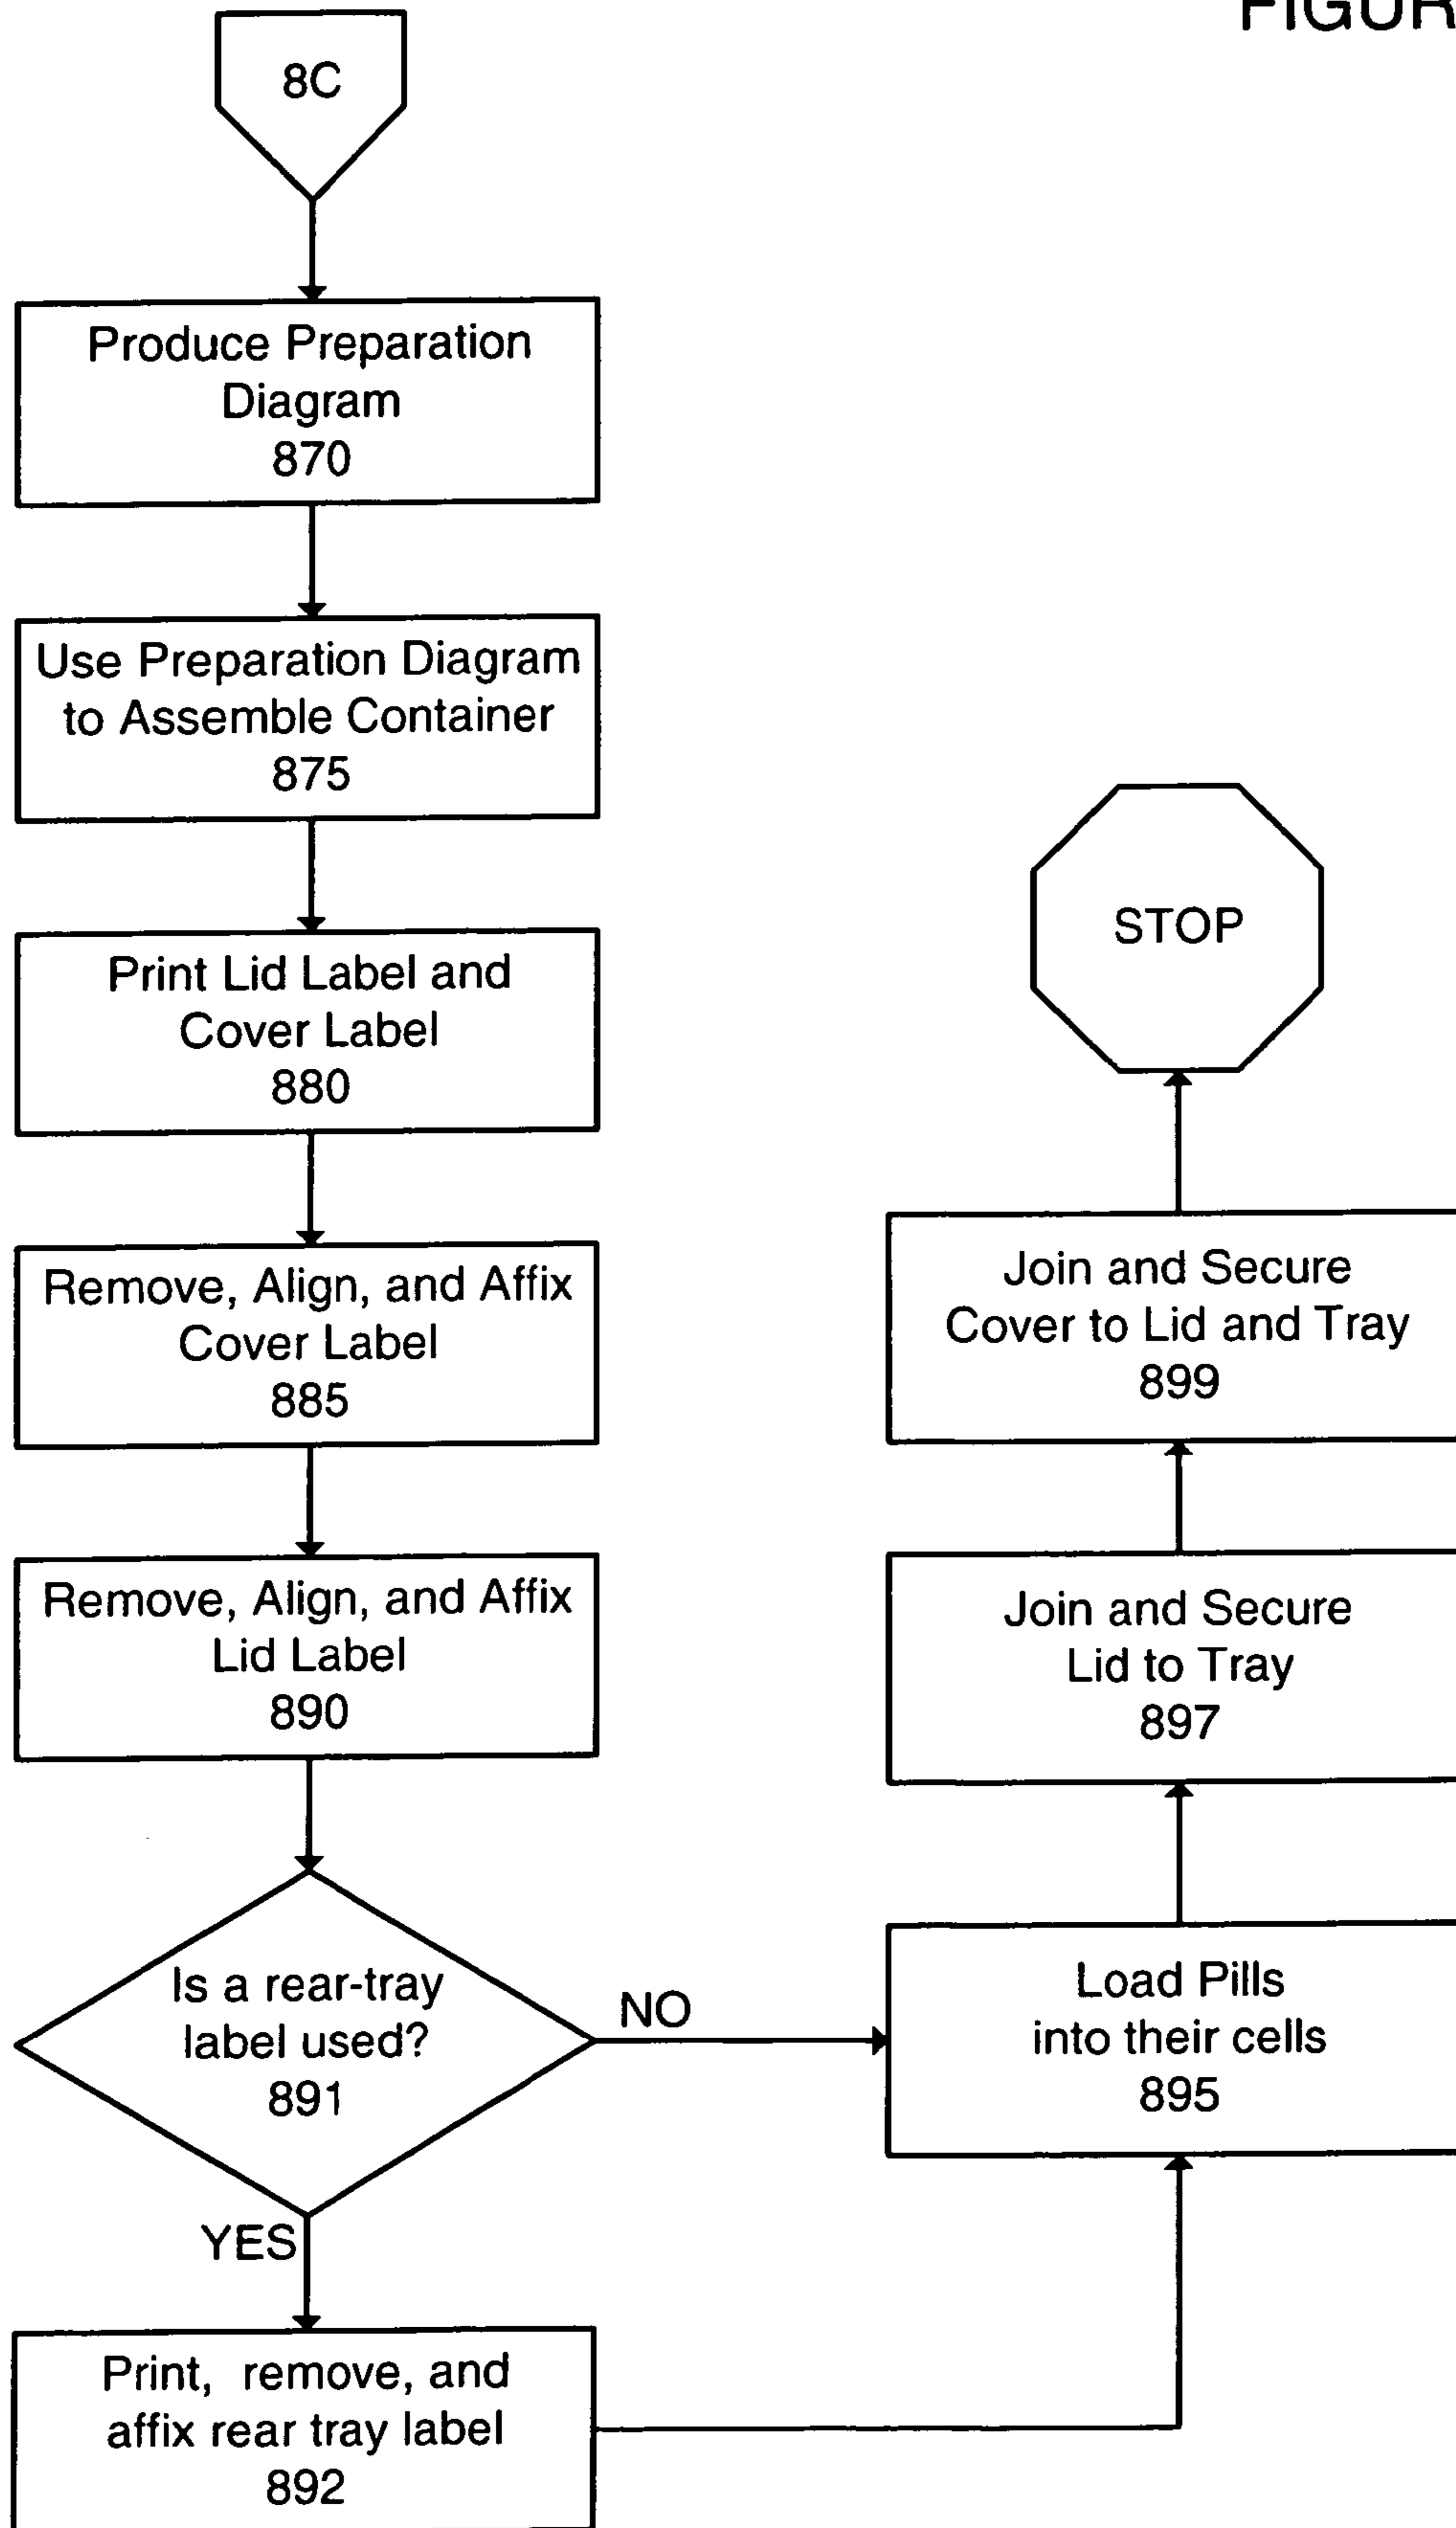 FIGUR
8C
Produce Preparation
Diagram
870
Use Preparation Diagram
to Assemble Container
875
Print Lid Label and
Cover Label
880
Remove, Align, and Affix
Cover Label
885
Remove, Align, and Affix
Lid Label
890
Is a rear-tray
label used?
891
NO
YES
Print, remove, and
affix rear tray label
892
Load Pills
into their cells
895
Join and Secure
Lid to Tray
897
Join and Secure
Cover to Lid and Tray
899
STOP